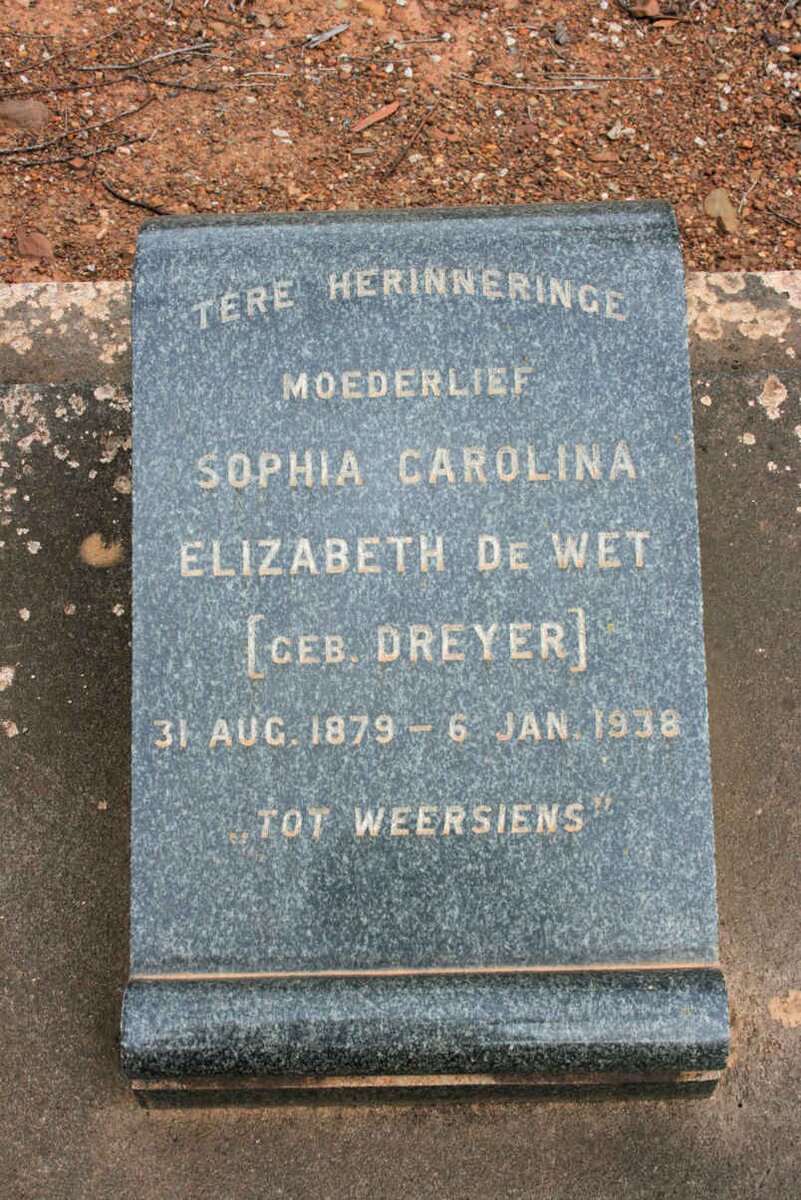 TERE HERINNERINGE
MOEDERLIEF
SOPHIA CAROLINA
ELIZABETH DE WET
[GEB. DREYER]
31 AUG. 1879 – 6 JAN. 1938
„TOT WEERSIENS”